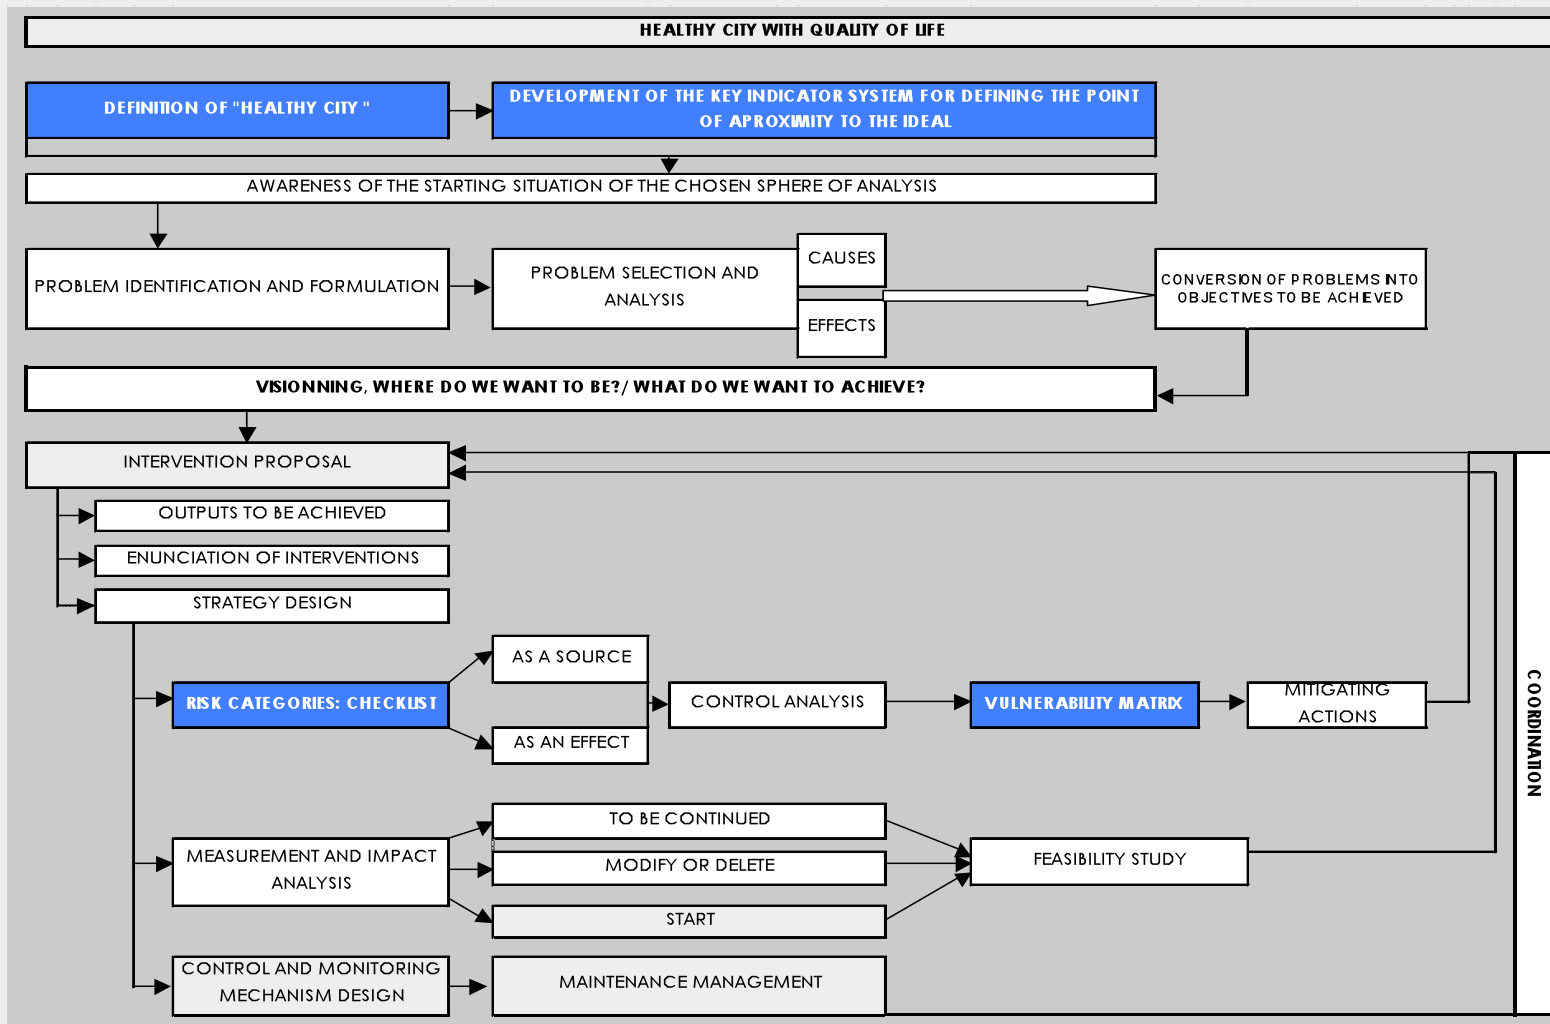 HEALTHY CITY WITH QUALITY OF LIFE
DEFINITION OF "HEALTHY CITY "
DEVELOPMENT OF THE KEY INDICATOR SYSTEM FOR DEFINING THE POINT
OF APROXIMITY TO THE IDEAL
AWARENESS OF THE STARTING SITUATION OF THE CHOSEN SPHERE OF ANALYSIS
PROBLEM IDENTIFICATION AND FORMULATION
PROBLEM SELECTION AND
ANALYSIS
CAUSES
EFFECTS
CONVERSION OF PROBLEMS INTO
OBJECTIVES TO BE ACHIEVED
VISIONNING, WHERE DO WE WANT TO BE?/ WHAT DO WE WANT TO ACHIEVE?
INTERVENTION PROPOSAL
OUTPUTS TO BE ACHIEVED
ENUNCIATION OF INTERVENTIONS
STRATEGY DESIGN
RISK CATEGORIES: CHECKLIST
AS A SOURCE
AS AN EFFECT
CONTROL ANALYSIS
VULNERABILITY MATRIX
MITIGATING
ACTIONS
MEASUREMENT AND IMPACT
ANALYSIS
TO BE CONTINUED
MODIFY OR DELETE
START
FEASIBILITY STUDY
CONTROL AND MONITORING
MECHANISM DESIGN
MAINTENANCE MANAGEMENT
COORDINATION